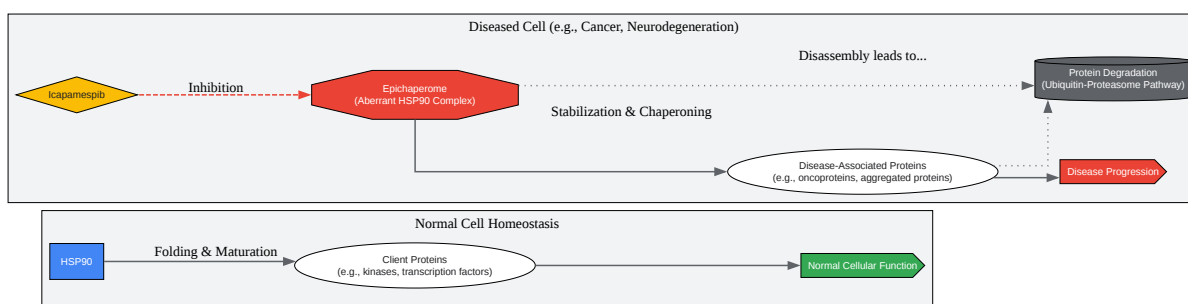 Diseased Cell (e.g., Cancer, Neurodegeneration)
Disassembly leads to...
Icapamespib
Inhibition
Epichaperome
(Aberrant HSP90 Complex)
Protein Degradation
(Ubiquitin-Proteasome Pathway)
Stabilization & Chaperoning
Disease-Associated Proteins
(e.g., oncoproteins, aggregated proteins)
Disease Progression
Normal Cell Homeostasis
HSP90
Folding & Maturation
Client Proteins
(e.g., kinases, transcription factors)
Normal Cellular Function